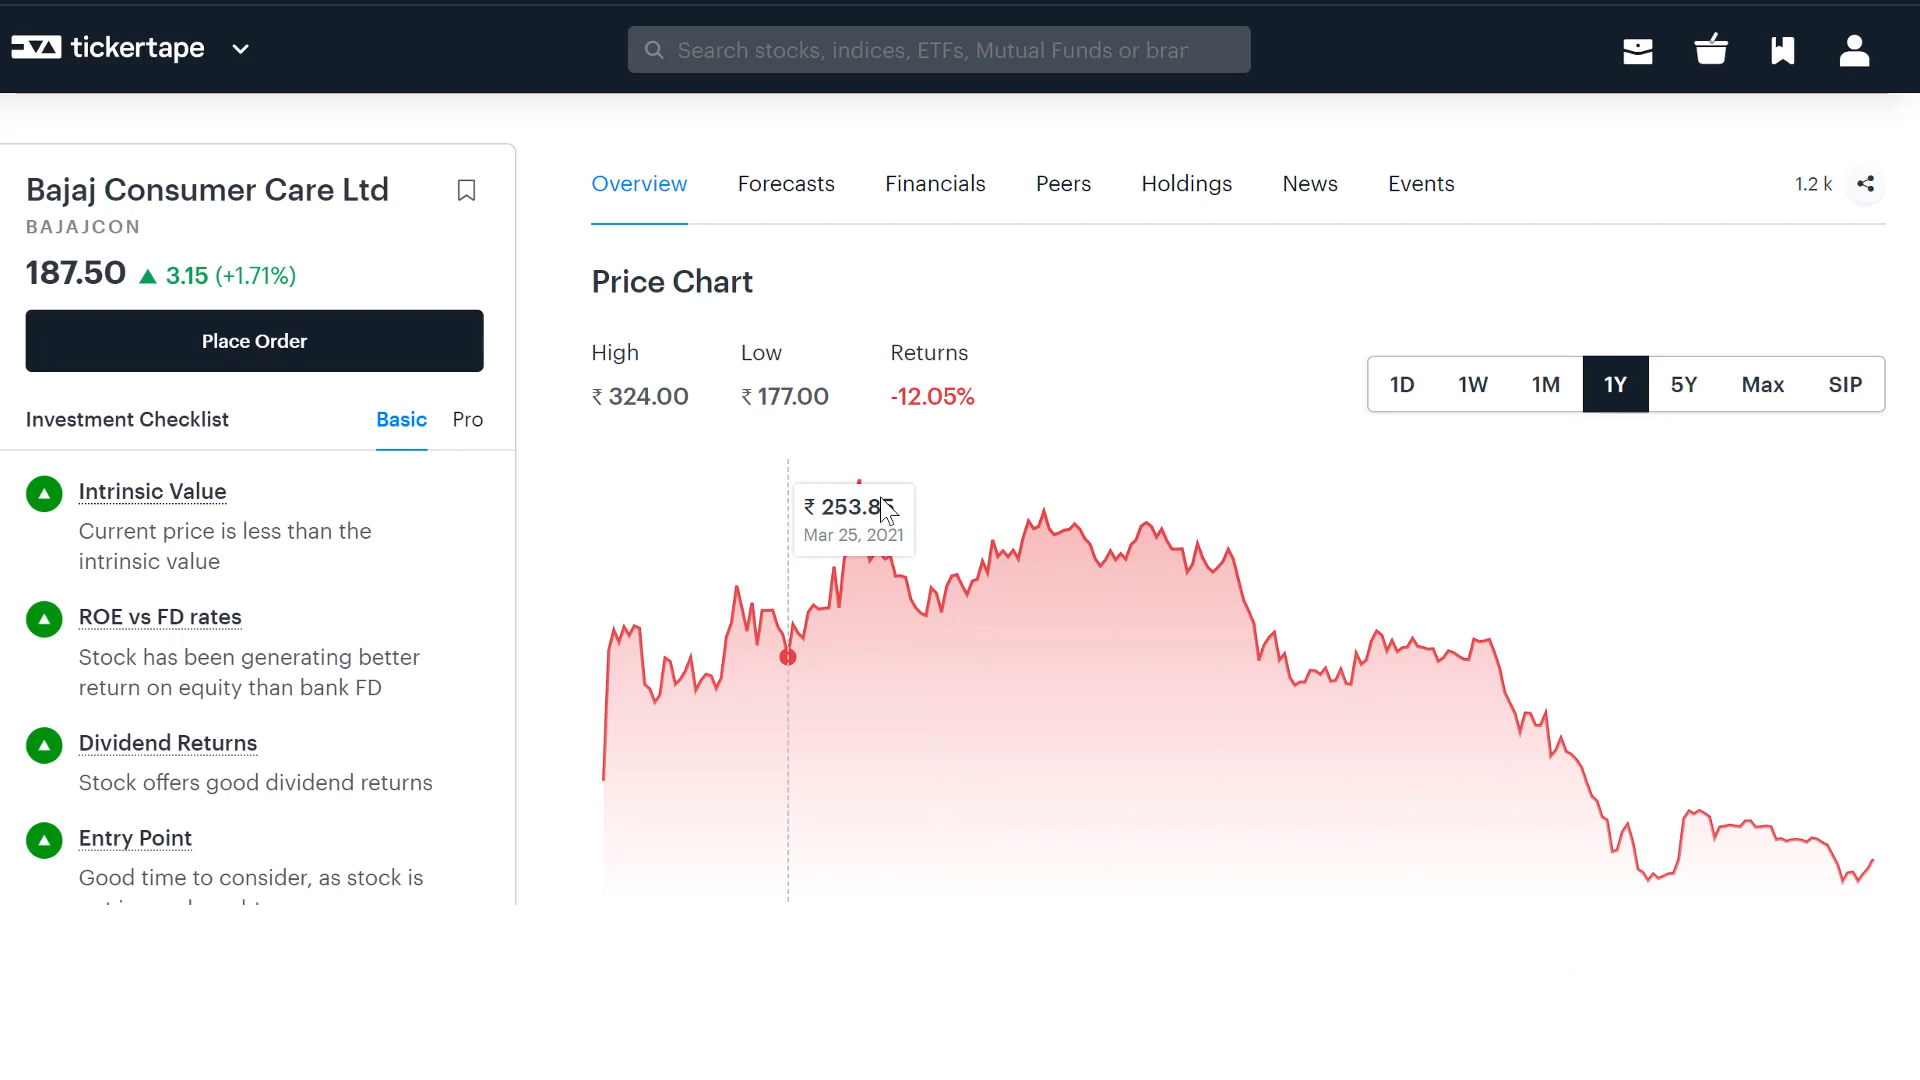 tickertape
Search stocks, indices, ETFs, Mutual Funds or brar
Bajaj Consumer Care Ltd
BAJAJCON
187.50 ▲ 3.15 (+1.71%)
Place Order
Investment Checklist Basic Pro
Intrinsic Value
Current price is less than the
intrinsic value
ROE vs FD rates
Stock has been generating better
return on equity than bank FD
Dividend Returns
Stock offers good dividend returns
Entry Point
Good time to consider, as stock is
Overview Forecasts Financials Peers Holdings News Events 1.2 k
Price Chart
High Low Returns
₹ 324.00 ₹ 177.00 -12.05%
1D 1W 1M 1Y 5Y Max SIP
₹ 253.85
Mar 25, 2021